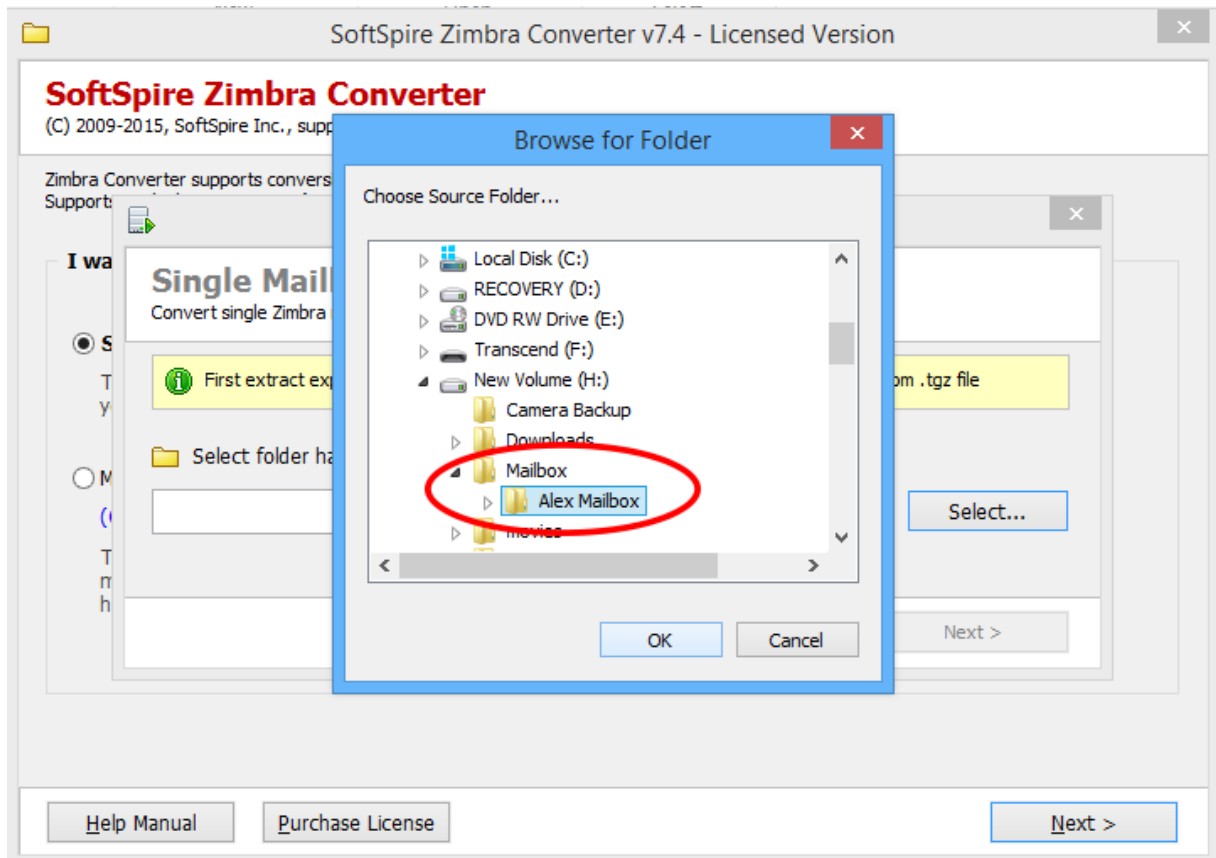 SoftSpire Zimbra Converter v7.4 - Licensed Version
SoftSpire Zimbra Converter
(C) 2009-2015, SoftSpire Inc., supp
Browse for Folder
Zimbra Converter supports convers
Supports
Choose Source Folder...
I wa
Single Mail
Convert single Zimbra
S
T
y
First extract exp
om .tgz file
Select folder ha
M
(
T
m
h
Local Disk (C:)
RECOVERY (D:)
DVD RW Drive (E:)
Transcend (F:)
New Volume (H:)
Camera Backup
Downloads
Mailbox
Alex Mailbox
movies
Select...
OK
Cancel
Next >
Help Manual
Purchase License
Next >